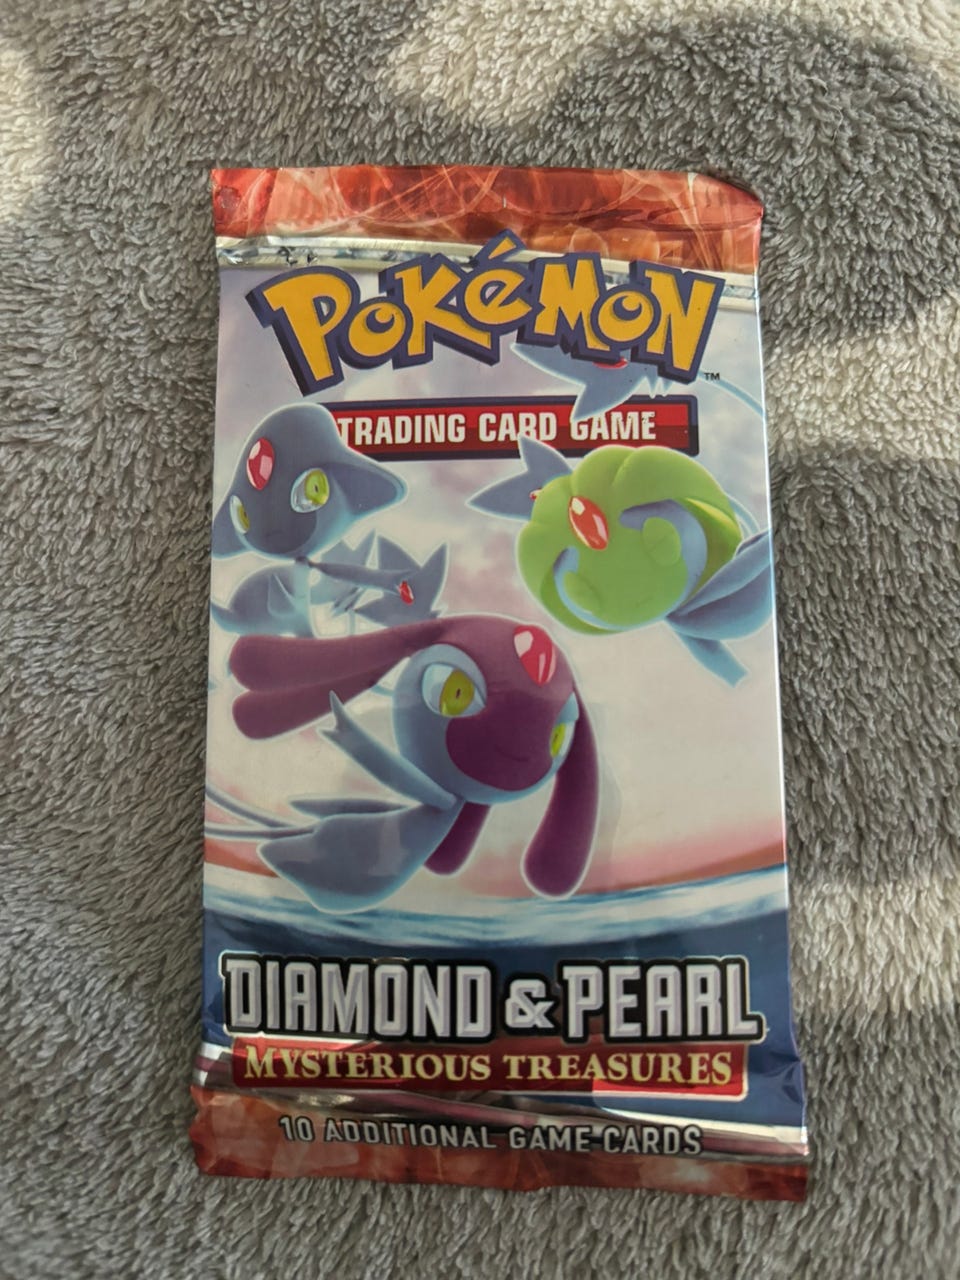 POKéMON
TM
TRADING CARD GAME
DIAMOND & PEARL
MYSTERIOUS TREASURES
10 ADDITIONAL GAME CARDS